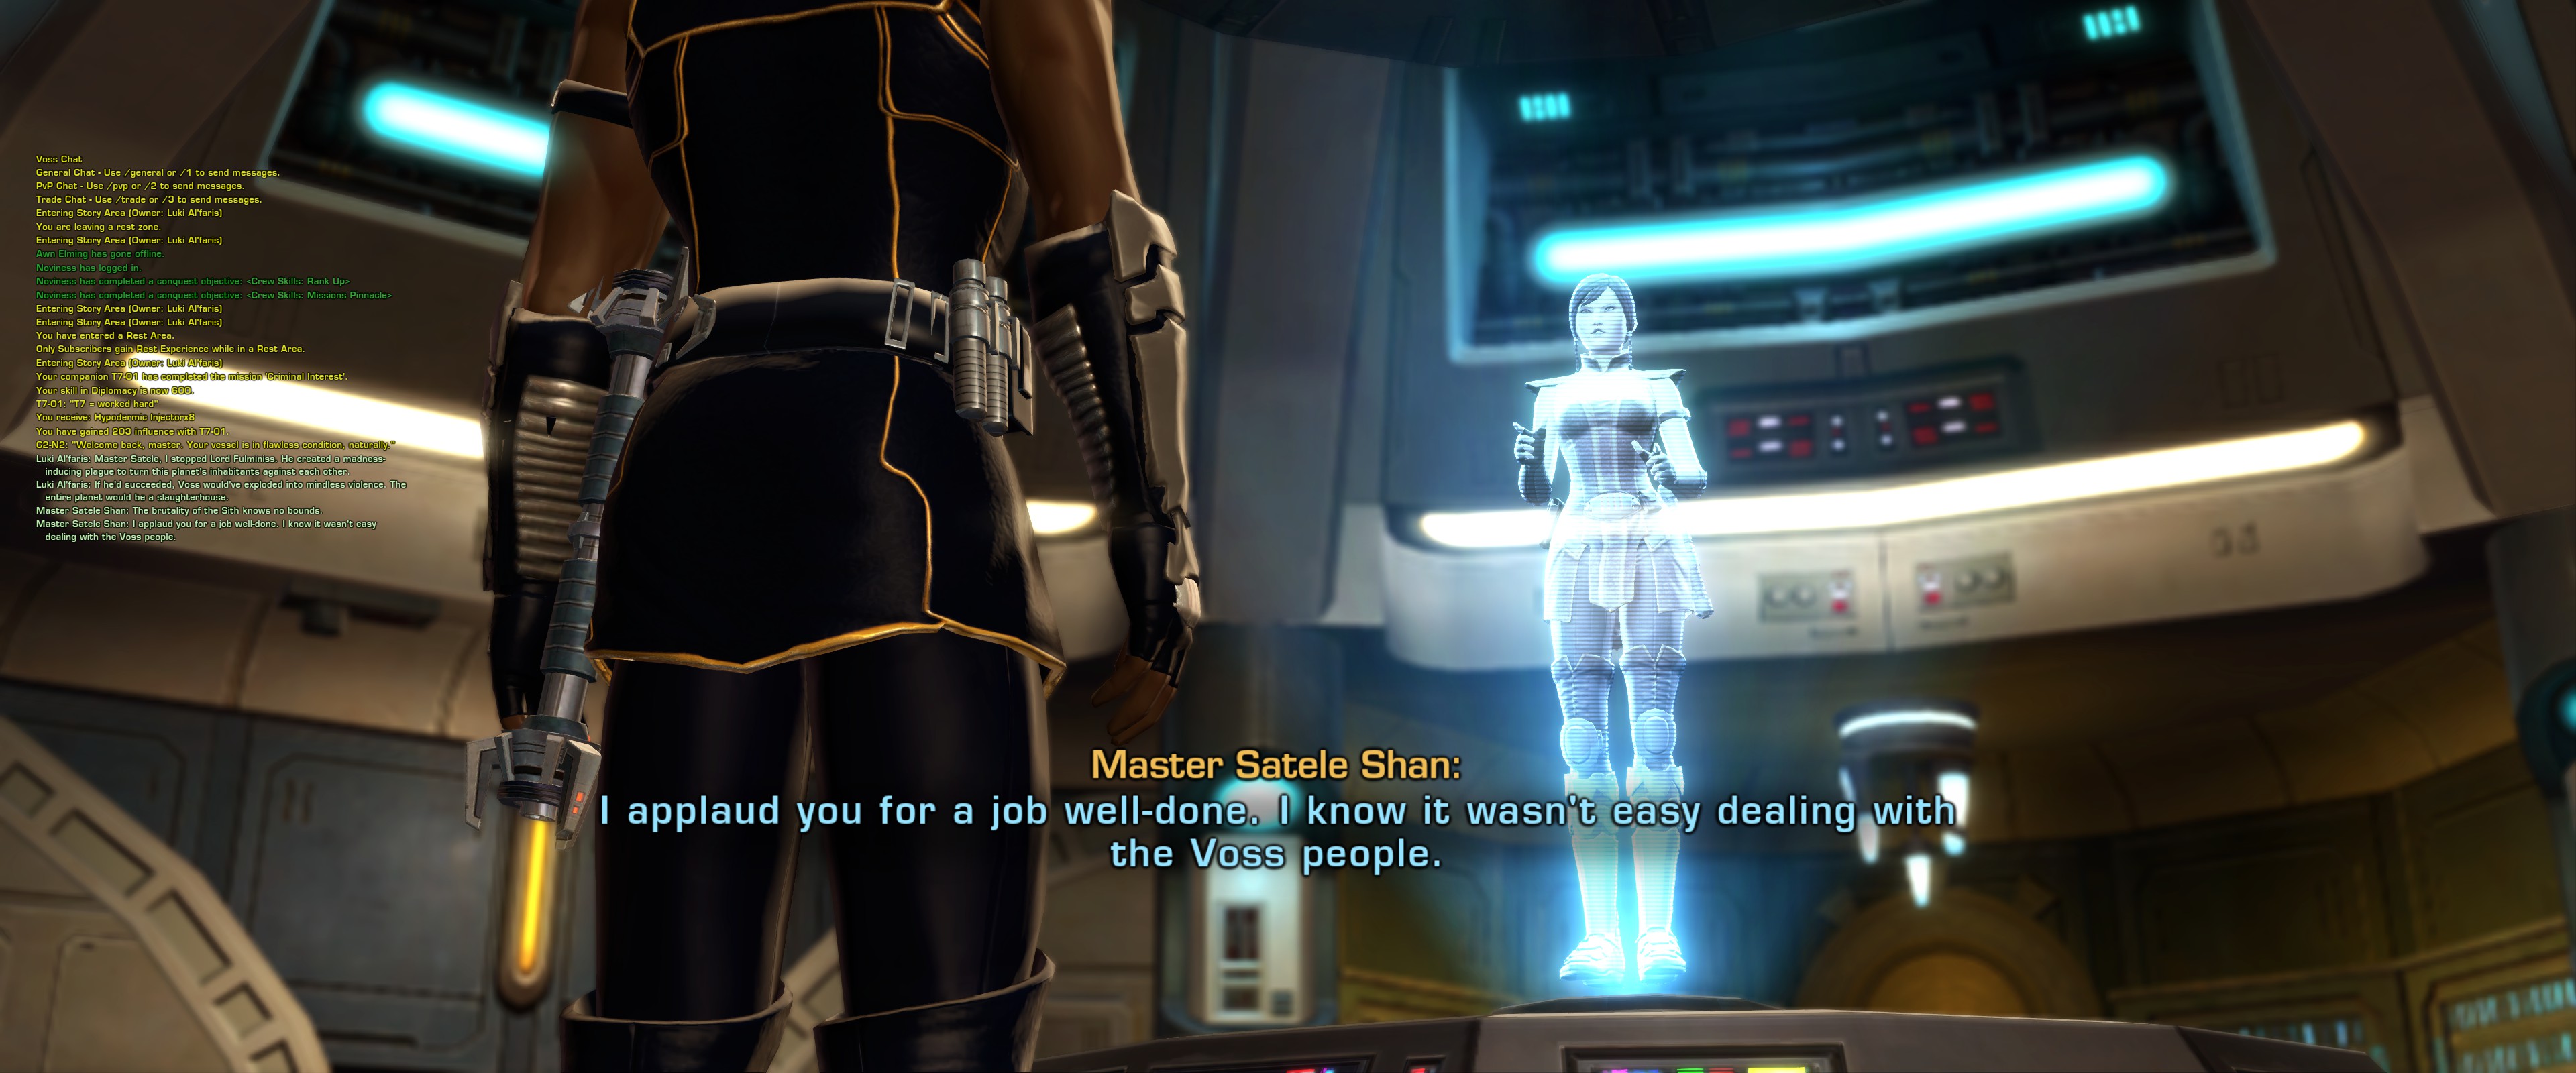 Voss Chat
General Chat - Use /general or /1 to send messages.
PvP Chat - Use /pvp or /2 to send messages.
Trade Chat - Use /trade or /3 to send messages.
Entering Story Area (Owner: Luki Al'faris)
You are leaving a rest zone.
Entering Story Area (Owner: Luki Al'faris)
Awn Elming has gone offline.
Noviness has logged in.
Noviness has completed a conquest objective: <Crew Skills: Rank Up>
Noviness has completed a conquest objective: <Crew Skills: Missions Pinnacle>
Entering Story Area (Owner: Luki Al'faris)
Entering Story Area (Owner: Luki Al'faris)
You have entered a Rest Area.
Only Subscribers gain Rest Experience while in a Rest Area.
Entering Story Area (Owner: Luki Al'faris)
Your companion T7-01 has completed the mission 'Criminal Interest'.
Your skill in Diplomacy is now 600.
T7-01: "T7 = worked hard"
You receive: Hypodermic Injectorx8
You have gained 203 influence with T7-01.
C2-N2: "Welcome back, master. Your vessel is in flawless condition, naturally."
Luki Al'faris: Master Satele, I stopped Lord Fulminiss. He created a madness-
inducing plague to turn this planet's inhabitants against each other.
Luki Al'faris: If he'd succeeded, Voss would've exploded into mindless violence. The
entire planet would be a slaughterhouse.
Master Satele Shan: The brutality of the Sith knows no bounds.
Master Satele Shan: I applaud you for a job well-done. I know it wasn't easy
dealing with the Voss people.
Master Satele Shan:
I applaud you for a job well-done. I know it wasn't easy dealing with
the Voss people.